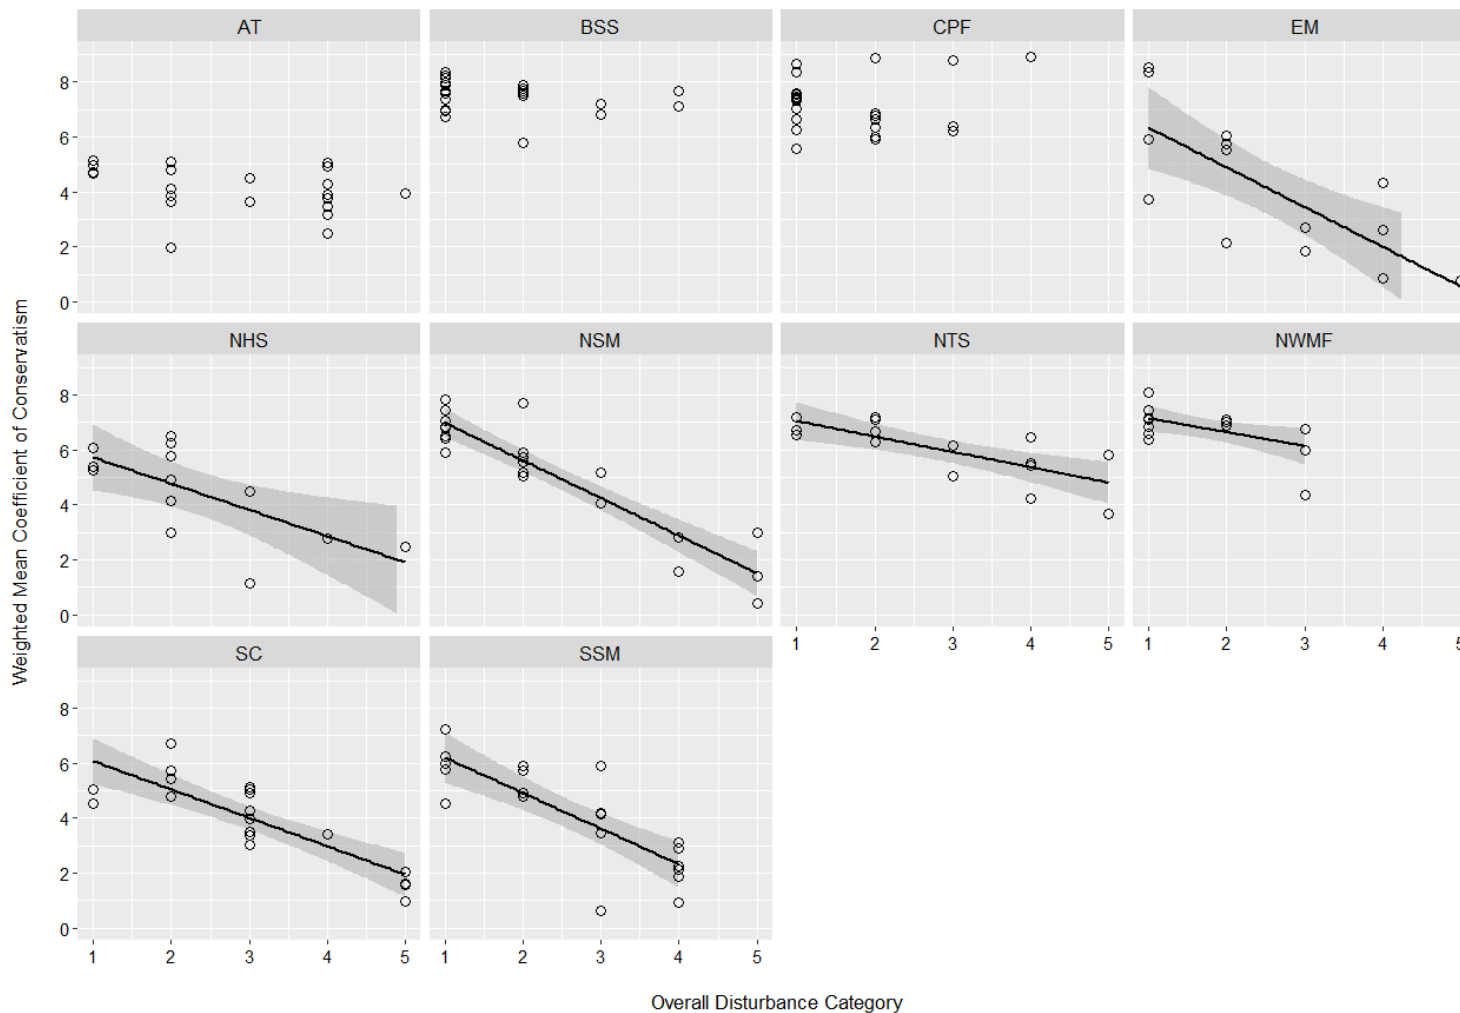 AT BSS CPF EM
8
6
4
2
0
NHS NSM NTS NWMF
8
6
4
2
0
1 2 3 4 5 1 2 3 4 5
SC SSM
8
6
4
2
0
1 2 3 4 5 1 2 3 4 5
Weighted Mean Coefficient of Conservatism
Overall Disturbance Category